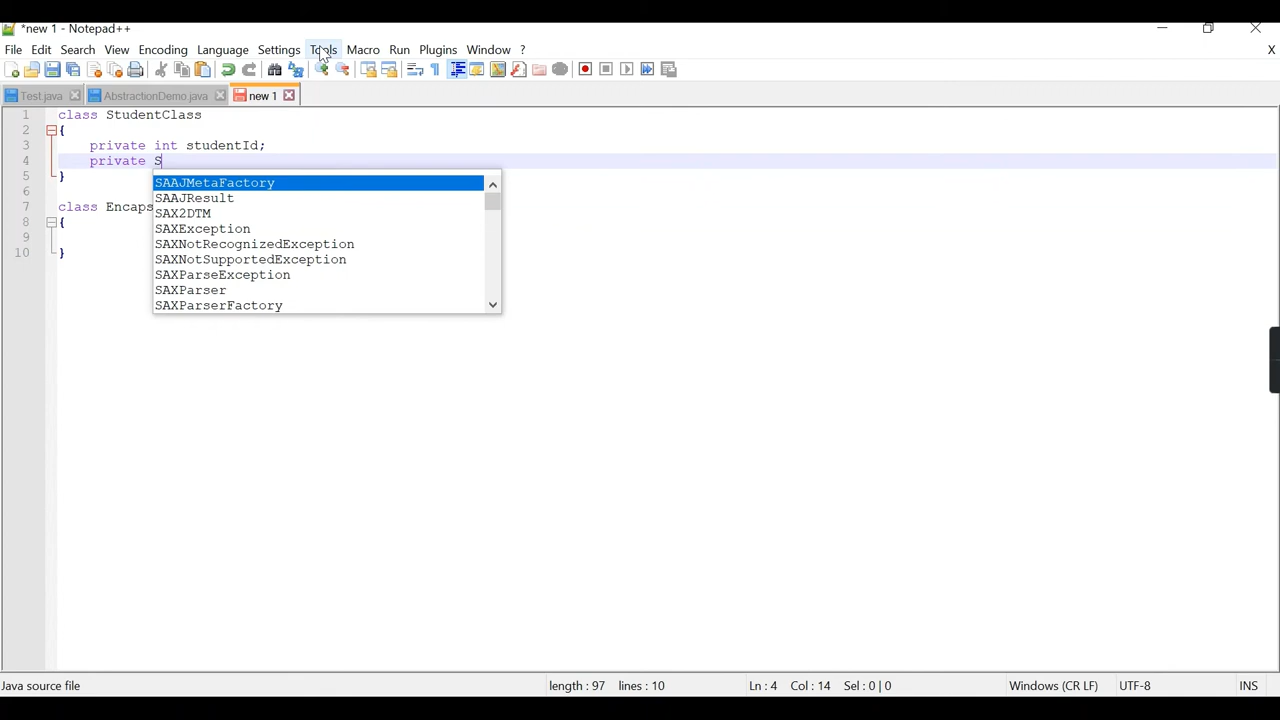 *new 1 - Notepad++
File Edit Search View Encoding Language Settings Tools Macro Run Plugins Window ? X
Test.java AbstractionDemo.java new 1
1 class StudentClass
2 {
3 private int studentId;
4 private S
5 }
6
7 class Encaps
8 {
9
10 }
SAAJMetaFactory
SAAJResult
SAX2DTM
SAXException
SAXNotRecognizedException
SAXNotSupportedException
SAXParseException
SAXParser
SAXParserFactory
Java source file length : 97 lines : 10 Ln : 4 Col : 14 Sel : 0 | 0 Windows (CR LF) UTF-8 INS